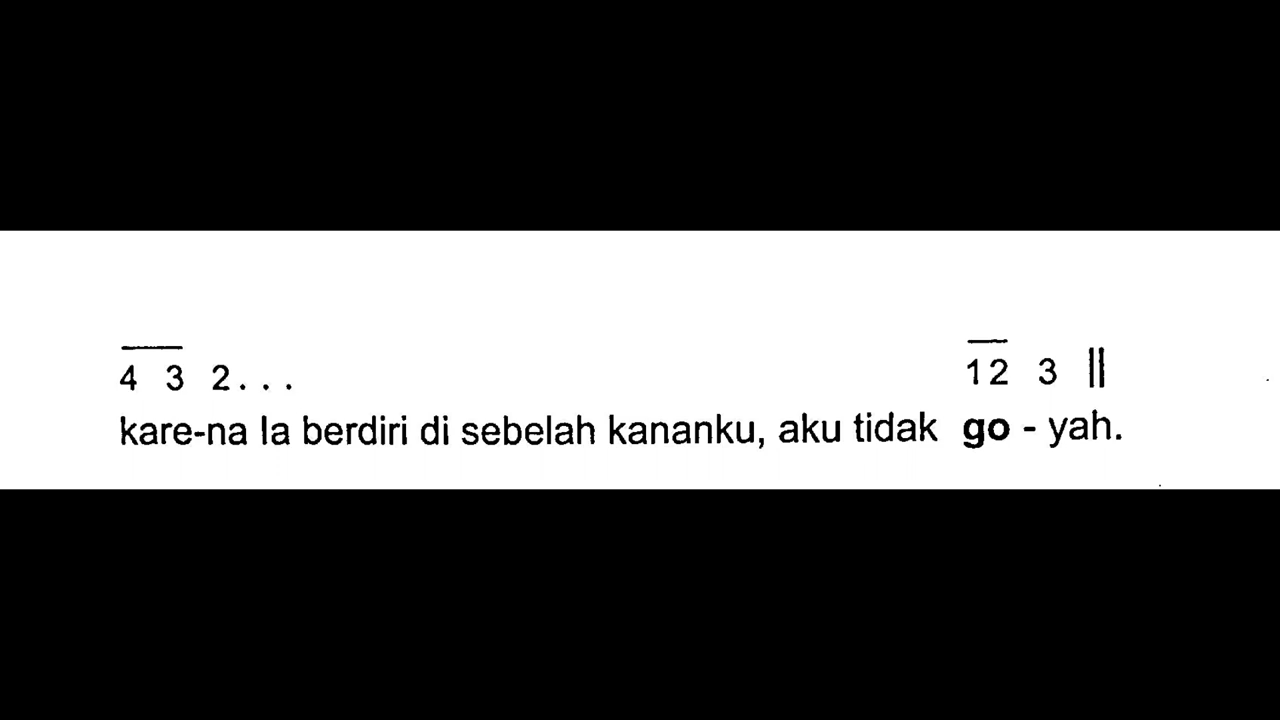 4 3 2... 12 3 ||
kare-na Ia berdiri di sebelah kananku, aku tidak go - yah.